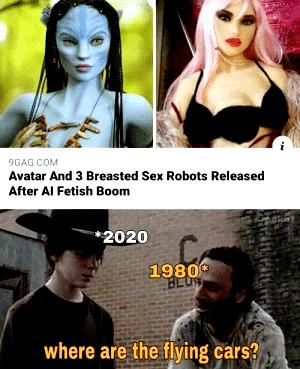 i
9GAG.COM
Avatar And 3 Breasted Sex Robots Released
After AI Fetish Boom
*2020
1980*
where are the flying cars?